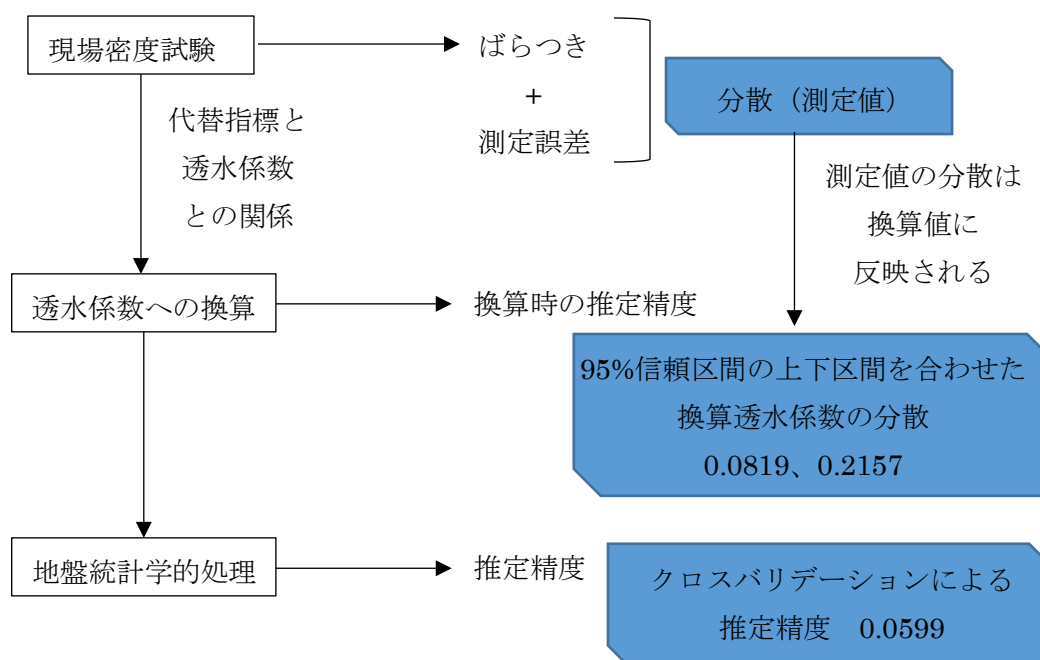 現場密度試験
ばらつき
+
測定誤差
分散（測定値）
代替指標と
透水係数
との関係
測定値の分散は
換算値に
反映される
透水係数への換算
換算時の推定精度
95%信頼区間の上下区間を合わせた
換算透水係数の分散
0.0819、0.2157
地盤統計学的処理
推定精度
クロスバリデーションによる
推定精度　0.0599